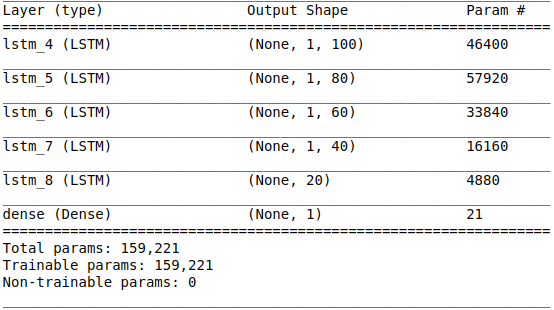 Layer (type) Output Shape Param #
=================================================================
lstm_4 (LSTM) (None, 1, 100) 46400
_________________________________________________________________
lstm_5 (LSTM) (None, 1, 80) 57920
_________________________________________________________________
lstm_6 (LSTM) (None, 1, 60) 33840
_________________________________________________________________
lstm_7 (LSTM) (None, 1, 40) 16160
_________________________________________________________________
lstm_8 (LSTM) (None, 20) 4880
_________________________________________________________________
dense (Dense) (None, 1) 21
=================================================================
Total params: 159,221
Trainable params: 159,221
Non-trainable params: 0
_________________________________________________________________